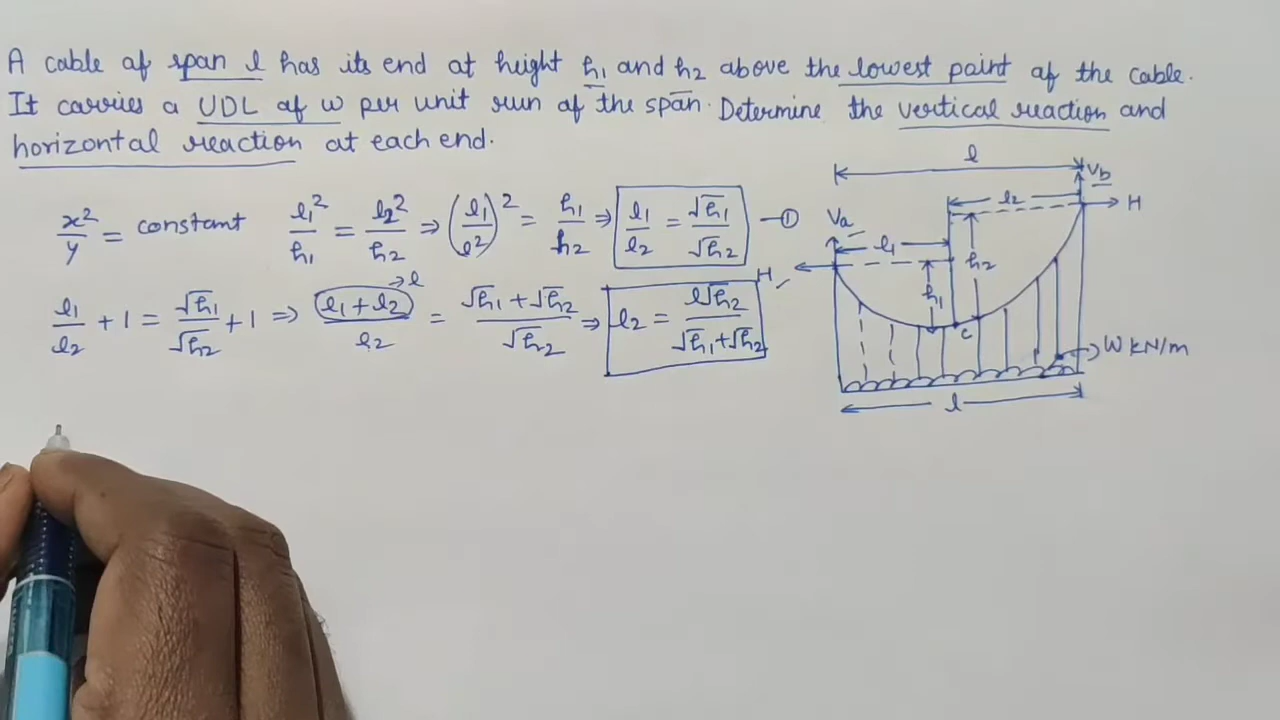 A cable of span l has its end at height h₁ and h₂ above the lowest point of the cable.
It carries a UDL of w per unit run of the span. Determine the vertical reaction and
horizontal reaction at each end.
x²/y = constant l₁²/h₁ = l₂²/h₂ ⇒ (l₁/l²)² = h₁/h₂ ⇒ l₁/l₂ = √h₁/√h₂ — ①
l₁/l₂ + 1 = √h₁/√h₂ + 1 ⇒ (l₁ + l₂)/l₂ → l = (√h₁ + √h₂)/√h₂ ⇒ l₂ = l√h₂/(√h₁ + √h₂)
l
Vb
l₂
H
Va
l₁
h₂
H
h₁
c
W kN/m
l